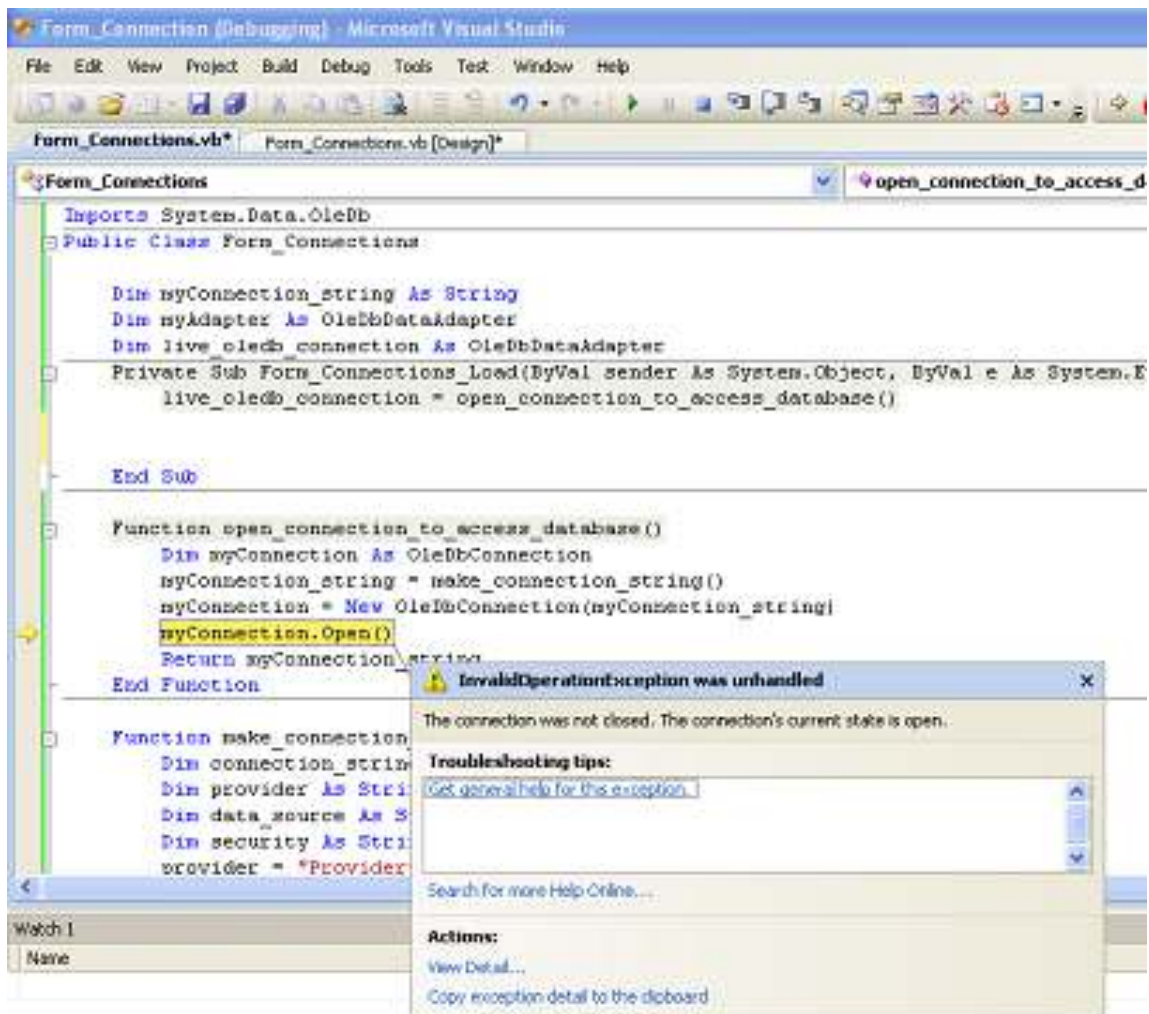 Form_Connection (Debugging) - Microsoft Visual Studio
File Edit View Project Build Debug Tools Test Window Help
Form_Connections.vb* Form_Connections.vb [Design]*
Form_Connections open_connection_to_access_d
Imports System.Data.OleDb
Public Class Form_Connections
Dim myConnection_string As String
Dim myAdapter As OleDbDataAdapter
Dim live_oledb_connection As OleDbDataAdapter
Private Sub Form_Connections_Load(ByVal sender As System.Object, ByVal e As System.E
live_oledb_connection = open_connection_to_access_database()
End Sub
Function open_connection_to_access_database()
Dim myConnection As OleDbConnection
myConnection_string = make_connection_string()
myConnection = New OleDbConnection(myConnection_string)
myConnection.Open()
Return myConnection_string
End Function
Function make_connection_
Dim connection_strin
Dim provider As Stri
Dim data_source As S
Dim security As Stri
provider = "Provider
InvalidOperationException was unhandled
The connection was not closed. The connection's current state is open.
Troubleshooting tips:
Get general help for this exception.
Search for more Help Online...
Actions:
View Detail...
Copy exception detail to the clipboard
Watch 1
Name